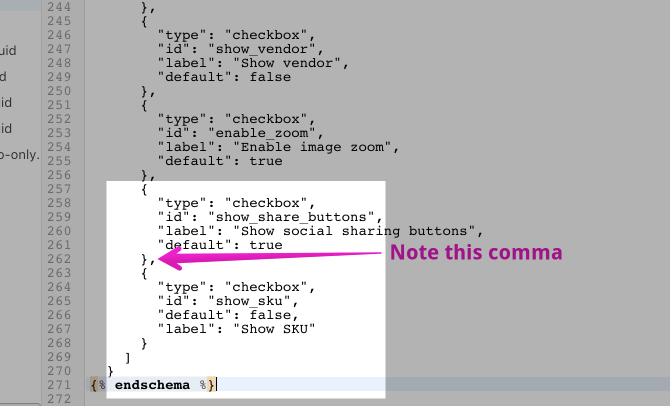 244 },
245 {
246 "type": "checkbox",
uid 247 "id": "show_vendor",
248 "label": "Show vendor",
d 249 "default": false
250 },
id 251 {
252 "type": "checkbox",
id 253 "id": "enable_zoom",
254 "label": "Enable image zoom",
o-only. 255 "default": true
256 },
257 {
258 "type": "checkbox",
259 "id": "show_share_buttons",
260 "label": "Show social sharing buttons",
261 "default": true
262 }, Note this comma
263 {
264 "type": "checkbox",
265 "id": "show_sku",
266 "default": false,
267 "label": "Show SKU"
268 }
269 ]
270 }
271 {% endschema %}
272